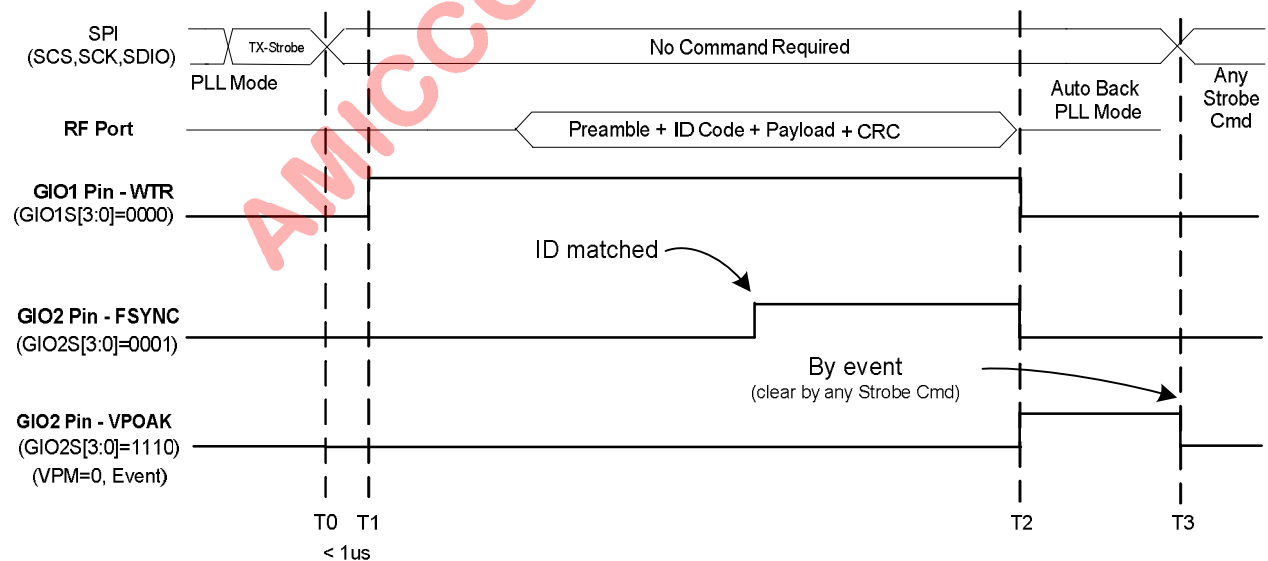 SPI
(SCS,SCK,SDIO)
TX-Strobe
No Command Required
PLL Mode
Auto Back
PLL Mode
Any
Strobe
Cmd
RF Port
Preamble + ID Code + Payload + CRC
GIO1 Pin - WTR
(GIO1S[3:0]=0000)
ID matched
GIO2 Pin - FSYNC
(GIO2S[3:0]=0001)
By event
(clear by any Strobe Cmd)
GIO2 Pin - VPOAK
(GIO2S[3:0]=1110)
(VPM=0, Event)
T0 T1 T2 T3
< 1us
AMICCO